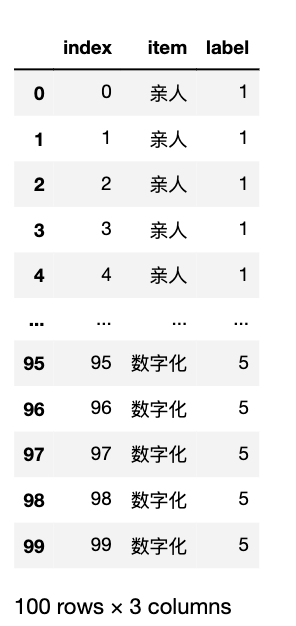 index item label
0 0 亲人 1
1 1 亲人 1
2 2 亲人 1
3 3 亲人 1
4 4 亲人 1
... ... ... ...
95 95 数字化 5
96 96 数字化 5
97 97 数字化 5
98 98 数字化 5
99 99 数字化 5
100 rows × 3 columns